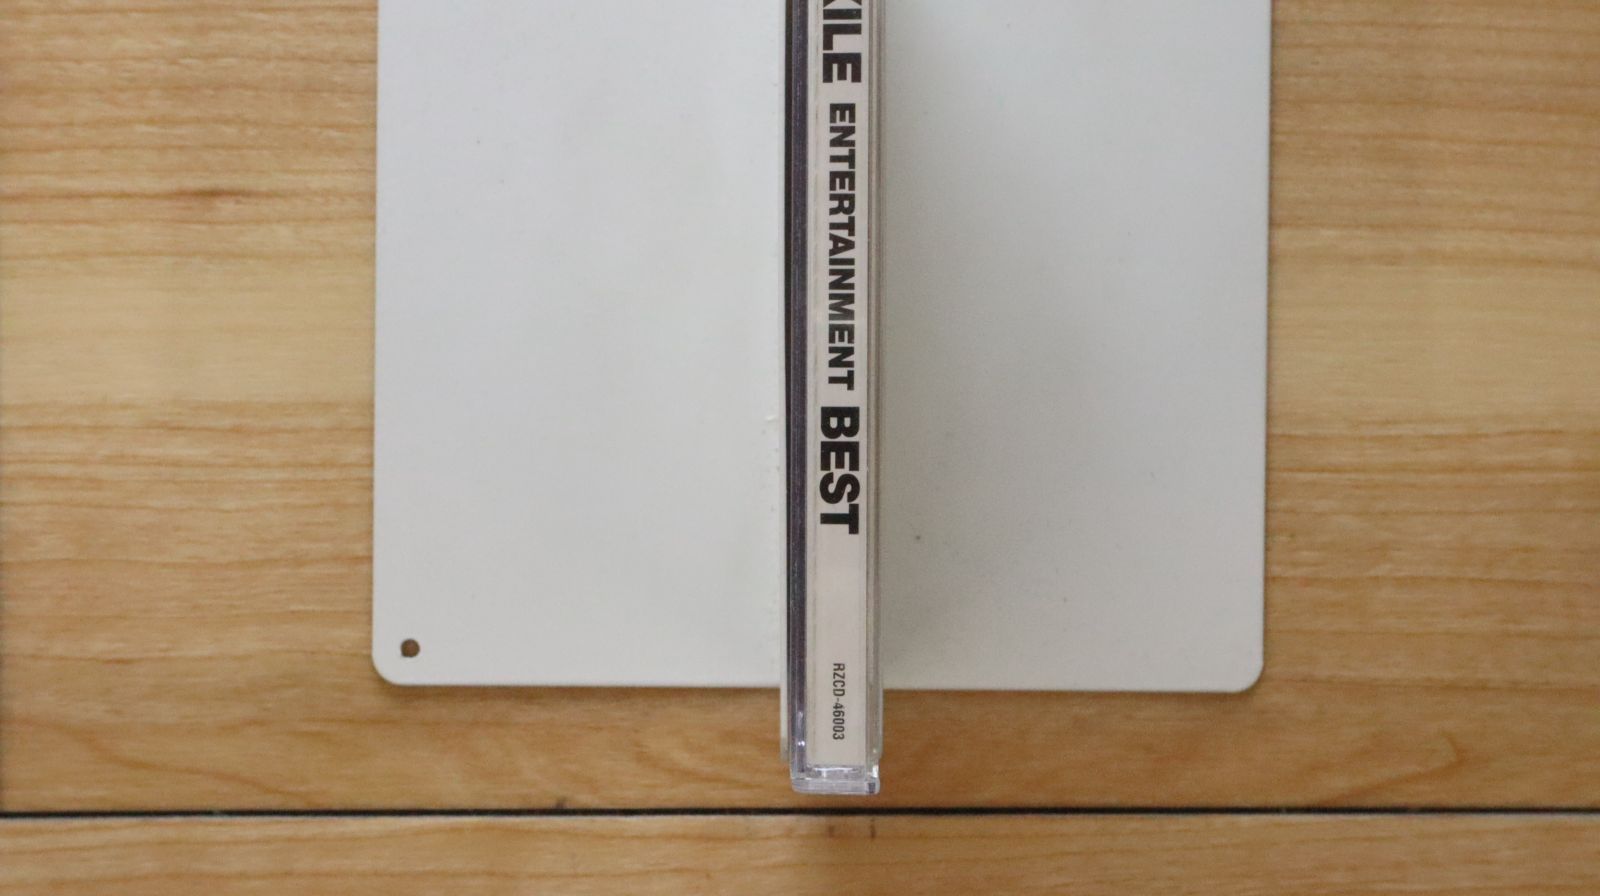 XILE ENTERTAINMENT BEST
RZCD-46003